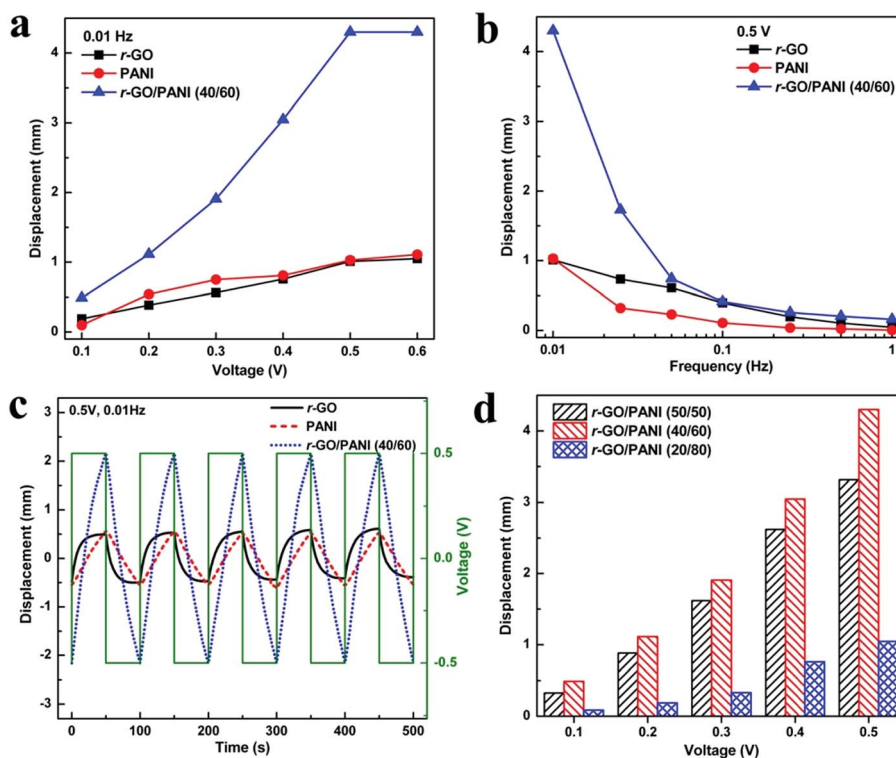 a
0.01 Hz
r-GO
PANI
r-GO/PANI (40/60)
Displacement (mm)
4
3
2
1
0
0.1 0.2 0.3 0.4 0.5 0.6
Voltage (V)
b
0.5 V
r-GO
PANI
r-GO/PANI (40/60)
Displacement (mm)
4
3
2
1
0
0.01 0.1 1
Frequency (Hz)
c
0.5V, 0.01Hz
r-GO
PANI
r-GO/PANI (40/60)
Displacement (mm)
3
2
1
0
-1
-2
-3
0.5
0.0
-0.5
Voltage (V)
0 100 200 300 400 500
Time (s)
d
r-GO/PANI (50/50)
r-GO/PANI (40/60)
r-GO/PANI (20/80)
Displacement (mm)
4
3
2
1
0
0.1 0.2 0.3 0.4 0.5
Voltage (V)